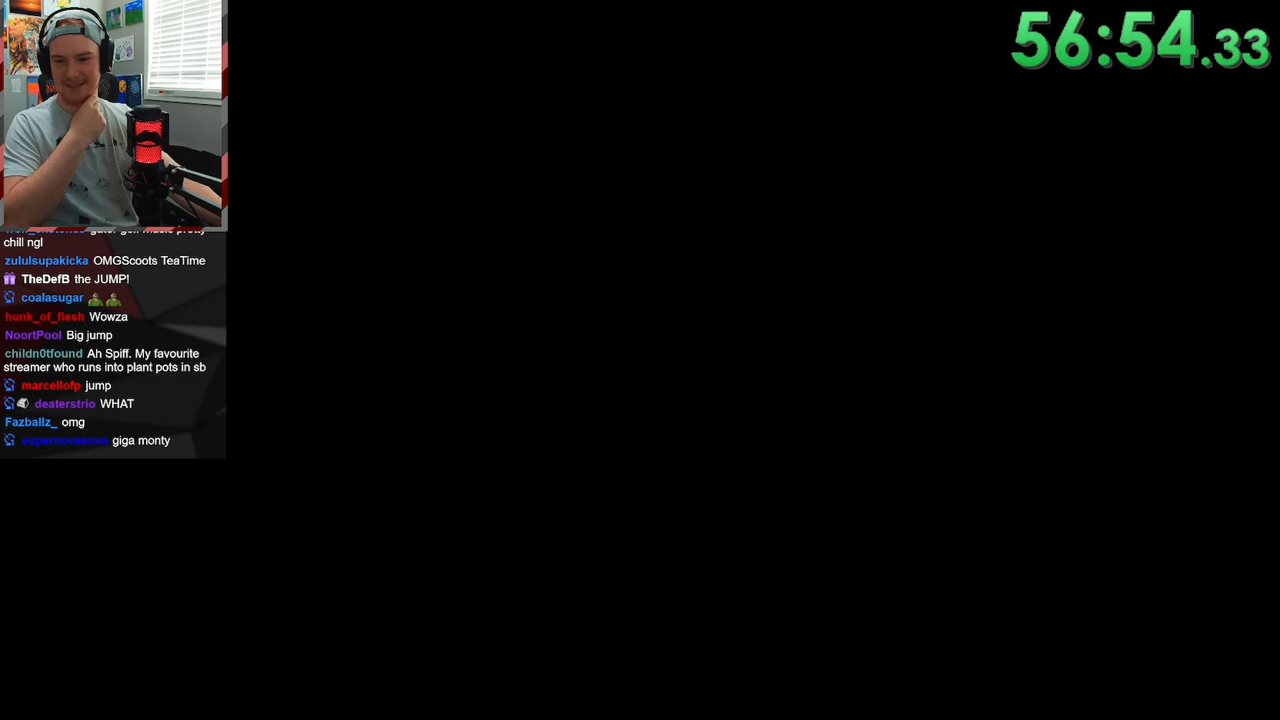 56:54.33
chill ngl
zululsupakicka OMGScoots TeaTime
TheDefB the JUMP!
coalasugar
hunk_of_flesh Wowza
NoortPool Big jump
childn0tfound Ah Spiff. My favourite
streamer who runs into plant pots in sb
marcellofp jump
deaterstrio WHAT
Fazballz_ omg
supernovasova giga monty